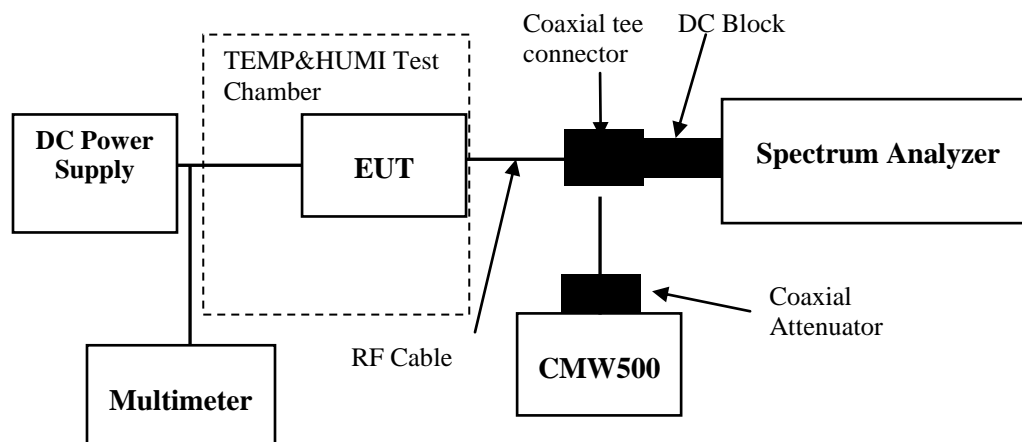 Coaxial tee
connector
DC Block
TEMP&HUMI Test
Chamber
DC Power
Supply
EUT
Spectrum Analyzer
RF Cable
Coaxial
Attenuator
CMW500
Multimeter